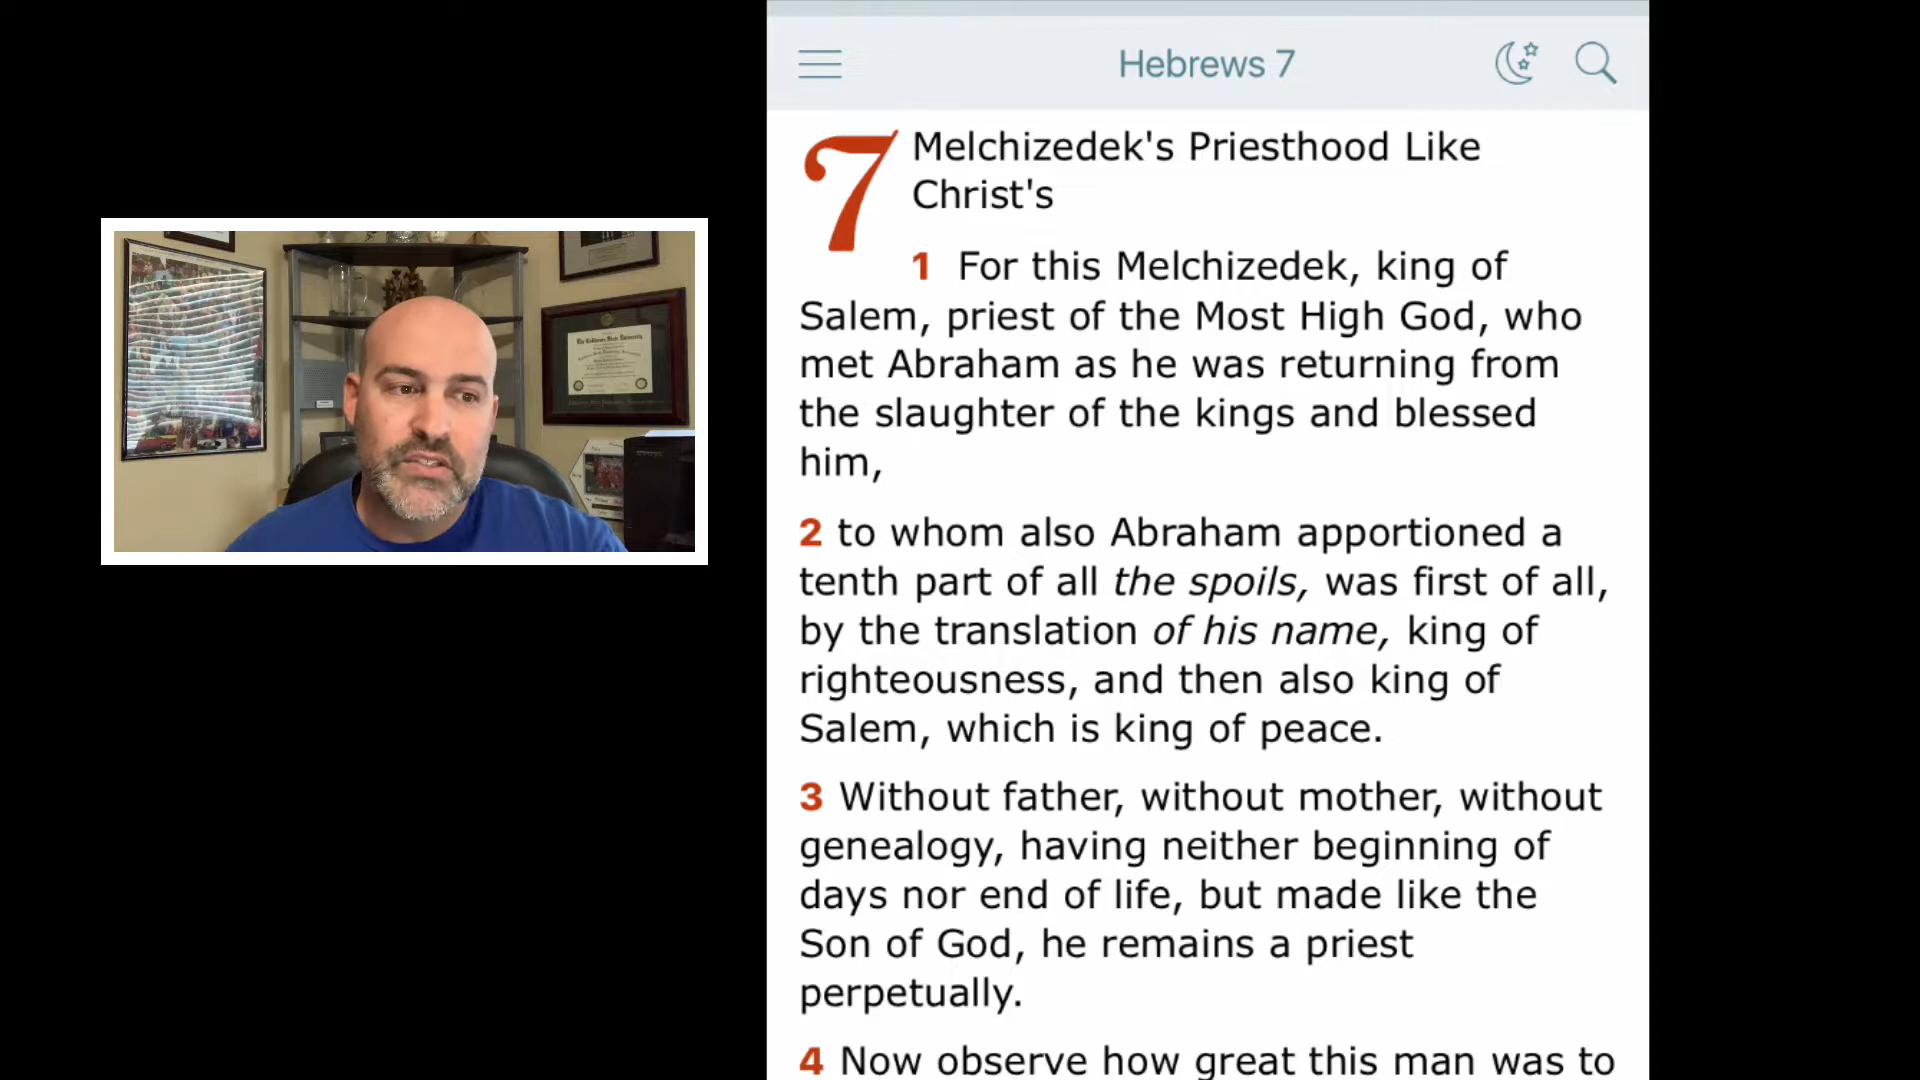 Hebrews 7
7
Melchizedek's Priesthood Like
Christ's
1 For this Melchizedek, king of
Salem, priest of the Most High God, who
met Abraham as he was returning from
the slaughter of the kings and blessed
him,
2 to whom also Abraham apportioned a
tenth part of all the spoils, was first of all,
by the translation of his name, king of
righteousness, and then also king of
Salem, which is king of peace.
3 Without father, without mother, without
genealogy, having neither beginning of
days nor end of life, but made like the
Son of God, he remains a priest
perpetually.
4 Now observe how great this man was to
The California State University